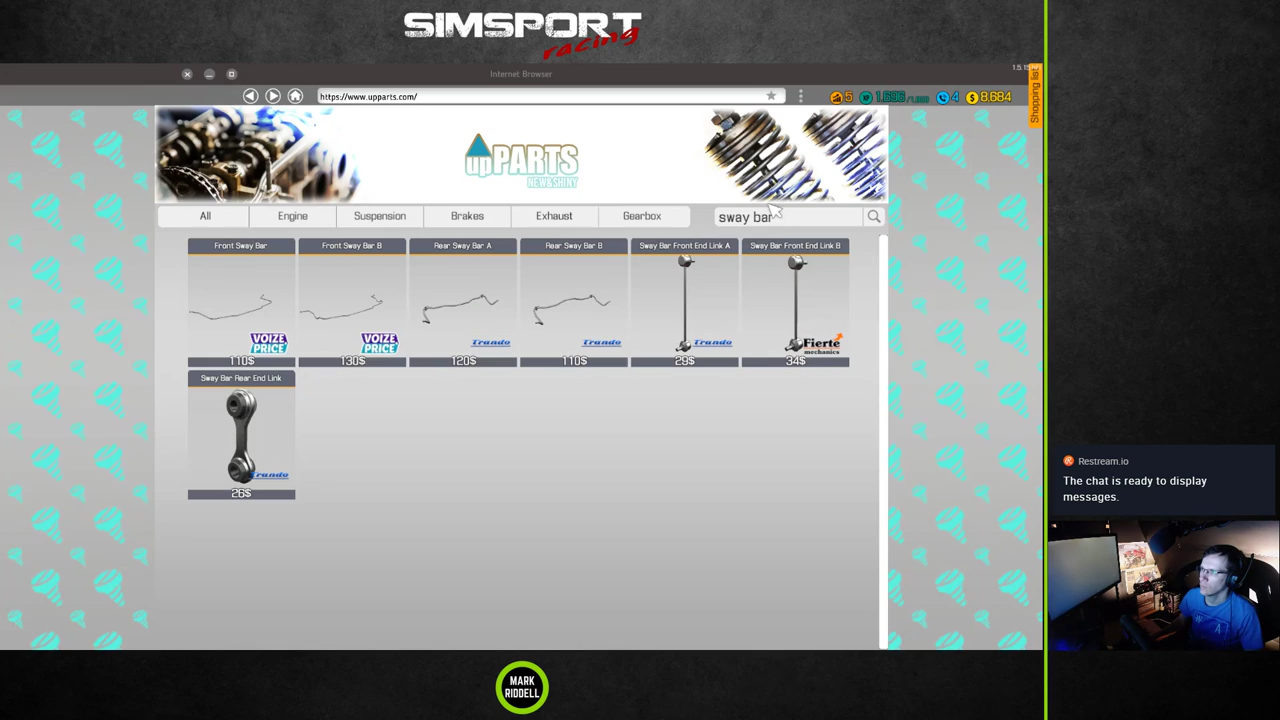 SIMSPORT
racing
Internet Browser
https://www.upparts.com/
5
4
8,684
Shopping list
upPARTS
NEW&SHINY
All
Engine
Suspension
Brakes
Exhaust
Gearbox
sway bar
Front Sway Bar
Front Sway Bar B
Rear Sway Bar A
Rear Sway Bar B
Sway Bar Front End Link A
Sway Bar Front End Link B
VOIZE PRICE
VOIZE PRICE
Trando
Trando
Trando
Fierte mechanics
110$
130$
120$
110$
29$
34$
Sway Bar Rear End Link
Trando
26$
Restream.io
The chat is ready to display
messages.
MARK
RIDDELL